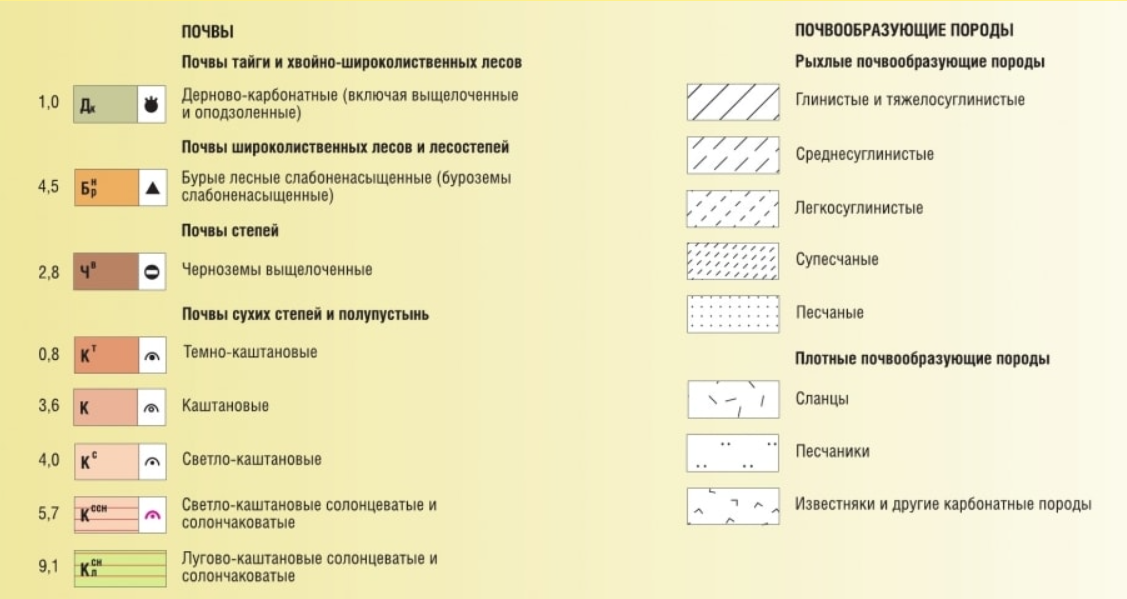 ПОЧВЫ
Почвы тайги и хвойно-широколиственных лесов
1,0 Дк Дерново-карбонатные (включая выщелоченные
и оподзоленные)
Почвы широколиственных лесов и лесостепей
4,5 Бнр Бурые лесные слабоненасыщенные (буроземы
слабоненасыщенные)
Почвы степей
2,8 Чв Черноземы выщелоченные
Почвы сухих степей и полупустынь
0,8 Кт Темно-каштановые
3,6 К Каштановые
4,0 Кс Светло-каштановые
5,7 Кссн Светло-каштановые солонцеватые и
солончаковатые
9,1 Кснл Лугово-каштановые солонцеватые и
солончаковатые
ПОЧВООБРАЗУЮЩИЕ ПОРОДЫ
Рыхлые почвообразующие породы
Глинистые и тяжелосуглинистые
Среднесуглинистые
Легкосуглинистые
Супесчаные
Песчаные
Плотные почвообразующие породы
Сланцы
Песчаники
Известняки и другие карбонатные породы